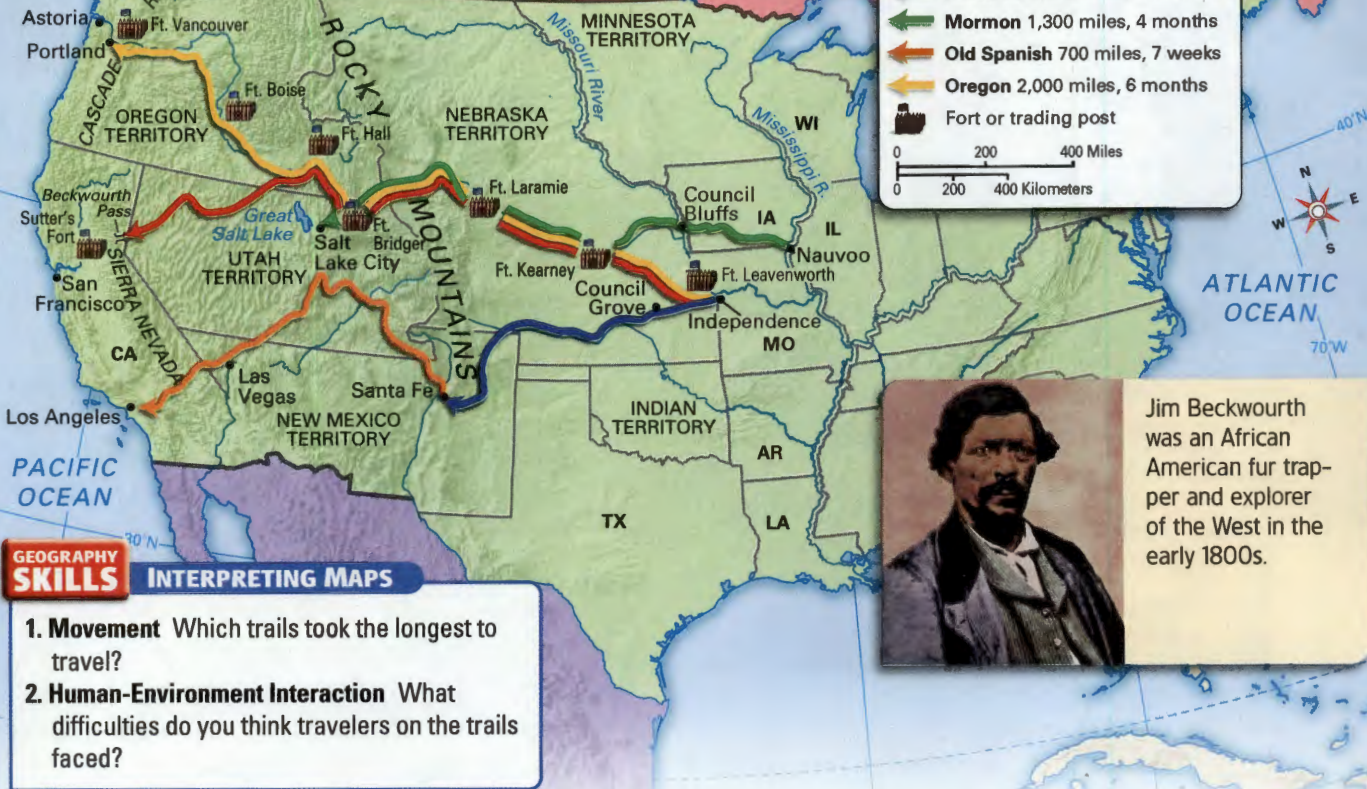 Astoria
Ft. Vancouver
Portland
CASCADE
OREGON
TERRITORY
Ft. Boise
ROCKY
MOUNTAINS
Ft. Hall
NEBRASKA
TERRITORY
MINNESOTA
TERRITORY
Missouri River
Mississippi R.
WI
Beckwourth
Pass
Sutter's
Fort
Great
Salt Lake
Salt
Lake City
Ft.
Bridger
UTAH
TERRITORY
Ft. Laramie
Council
Bluffs
IA
IL
Nauvoo
Ft. Kearney
Ft. Leavenworth
Council
Grove
Independence
MO
San
Francisco
SIERRA NEVADA
CA
Las
Vegas
Santa Fe
Los Angeles
NEW MEXICO
TERRITORY
INDIAN
TERRITORY
AR
TX
LA
PACIFIC
OCEAN
30°N
Mormon 1,300 miles, 4 months
Old Spanish 700 miles, 7 weeks
Oregon 2,000 miles, 6 months
Fort or trading post
0 200 400 Miles
0 200 400 Kilometers
40°N
N
W E
S
ATLANTIC
OCEAN
70°W
Jim Beckwourth
was an African
American fur trap-
per and explorer
of the West in the
early 1800s.
GEOGRAPHY
SKILLS INTERPRETING MAPS
1. Movement Which trails took the longest to
travel?
2. Human-Environment Interaction What
difficulties do you think travelers on the trails
faced?